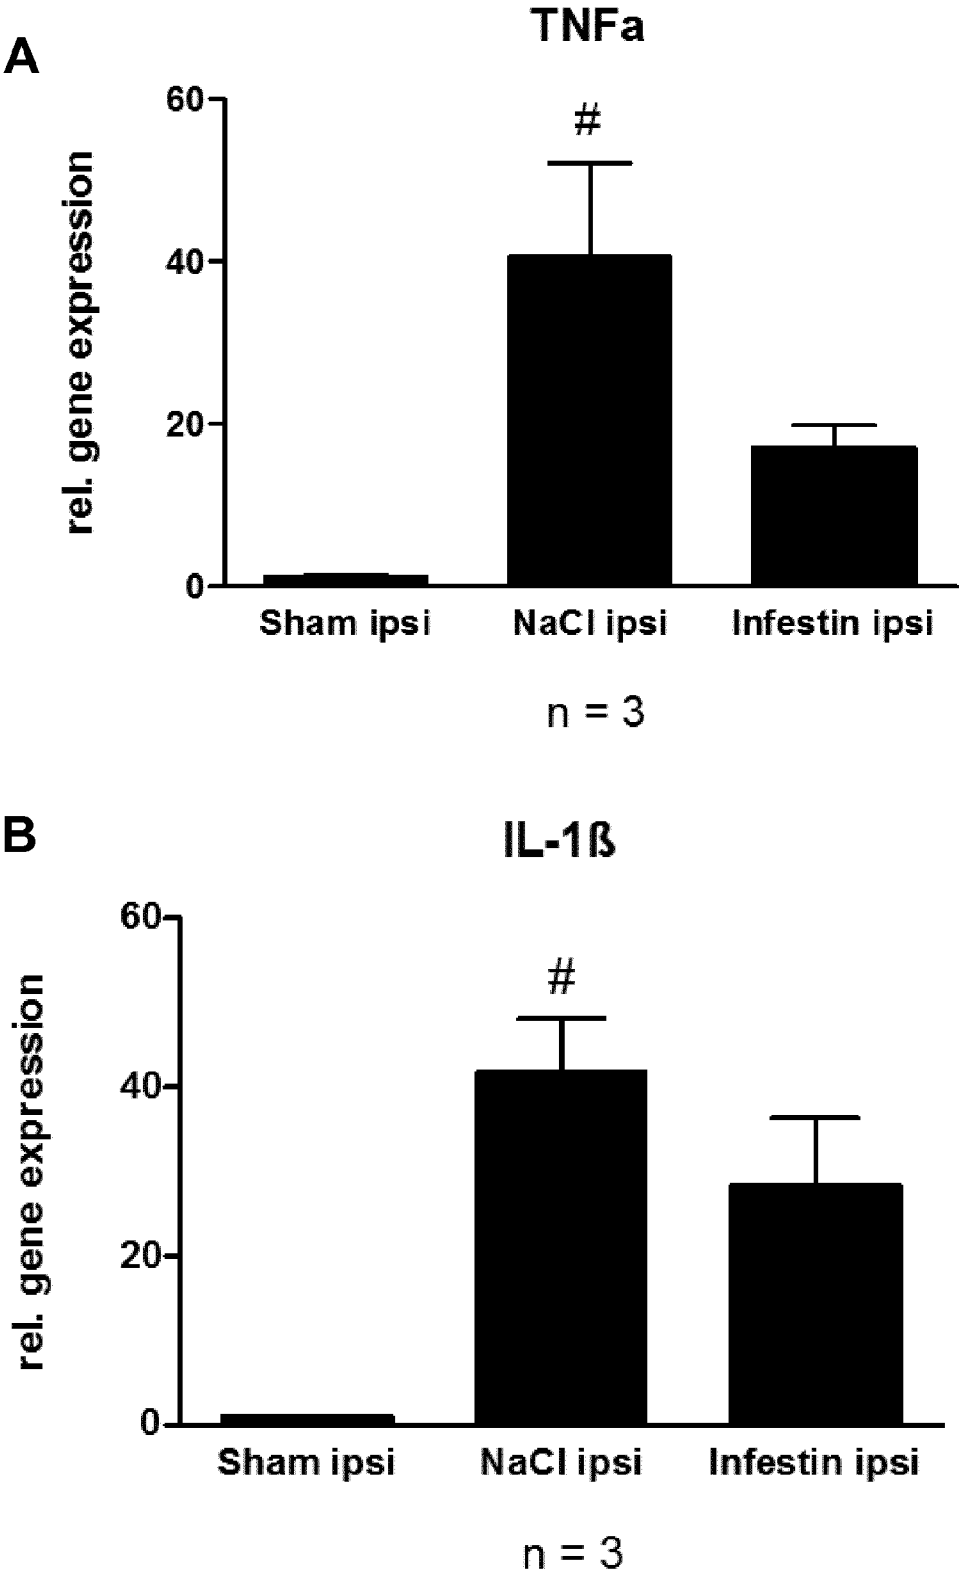 A
TNFa
rel. gene expression
60
#
40
20
0
Sham ipsi NaCl ipsi Infestin ipsi
n = 3
B
IL-1ß
rel. gene expression
60
#
40
20
0
Sham ipsi NaCl ipsi Infestin ipsi
n = 3